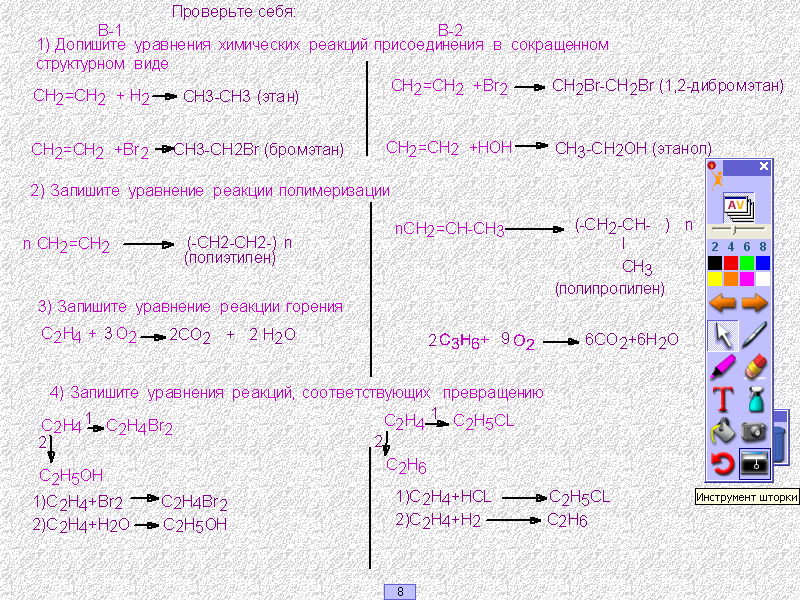 Проверьте себя:
В-1 В-2
1) Допишите уравнения химических реакций присоединения в сокращенном
структурном виде
CH2=CH2 + H2 CH3-CH3 (этан)
CH2=CH2 +Br2 CH3-CH2Br (бромэтан)
CH2=CH2 +Br2 CH2Br-CH2Br (1,2-дибромэтан)
CH2=CH2 +HOH CH3-CH2OH (этанол)
2) Запишите уравнение реакции полимеризации
n CH2=CH2 (-CH2-CH2-) n
(полиэтилен)
nCH2=CH-CH3 (-CH2-CH- ) n
I
CH3
(полипропилен)
3) Запишите уравнение реакции горения
C2H4 + 3 O2 2CO2 + 2 H2O
2 C3H6+ 9 O2 6CO2+6H2O
4) Запишите уравнения реакций, соответствующих превращению
C2H4 1 C2H4Br2
2
C2H5OH
1)C2H4+Br2 C2H4Br2
2)C2H4+H2O C2H5OH
C2H4 1 C2H5CL
2
C2H6
1)C2H4+HCL C2H5CL
2)C2H4+H2 C2H6
AV
2 4 6 8
T
Инструмент шторки
8